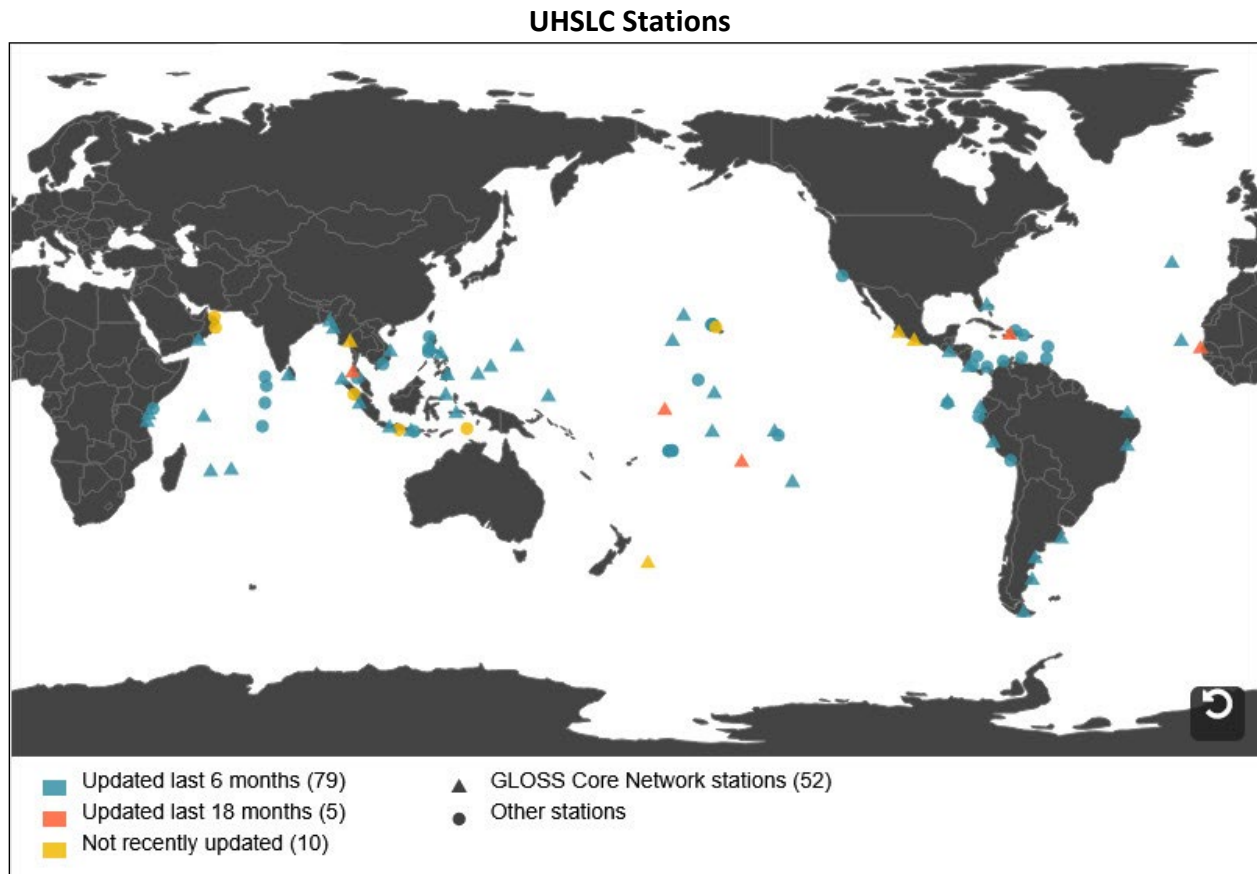 UHSLC Stations
Updated last 6 months (79)
Updated last 18 months (5)
Not recently updated (10)
GLOSS Core Network stations (52)
Other stations